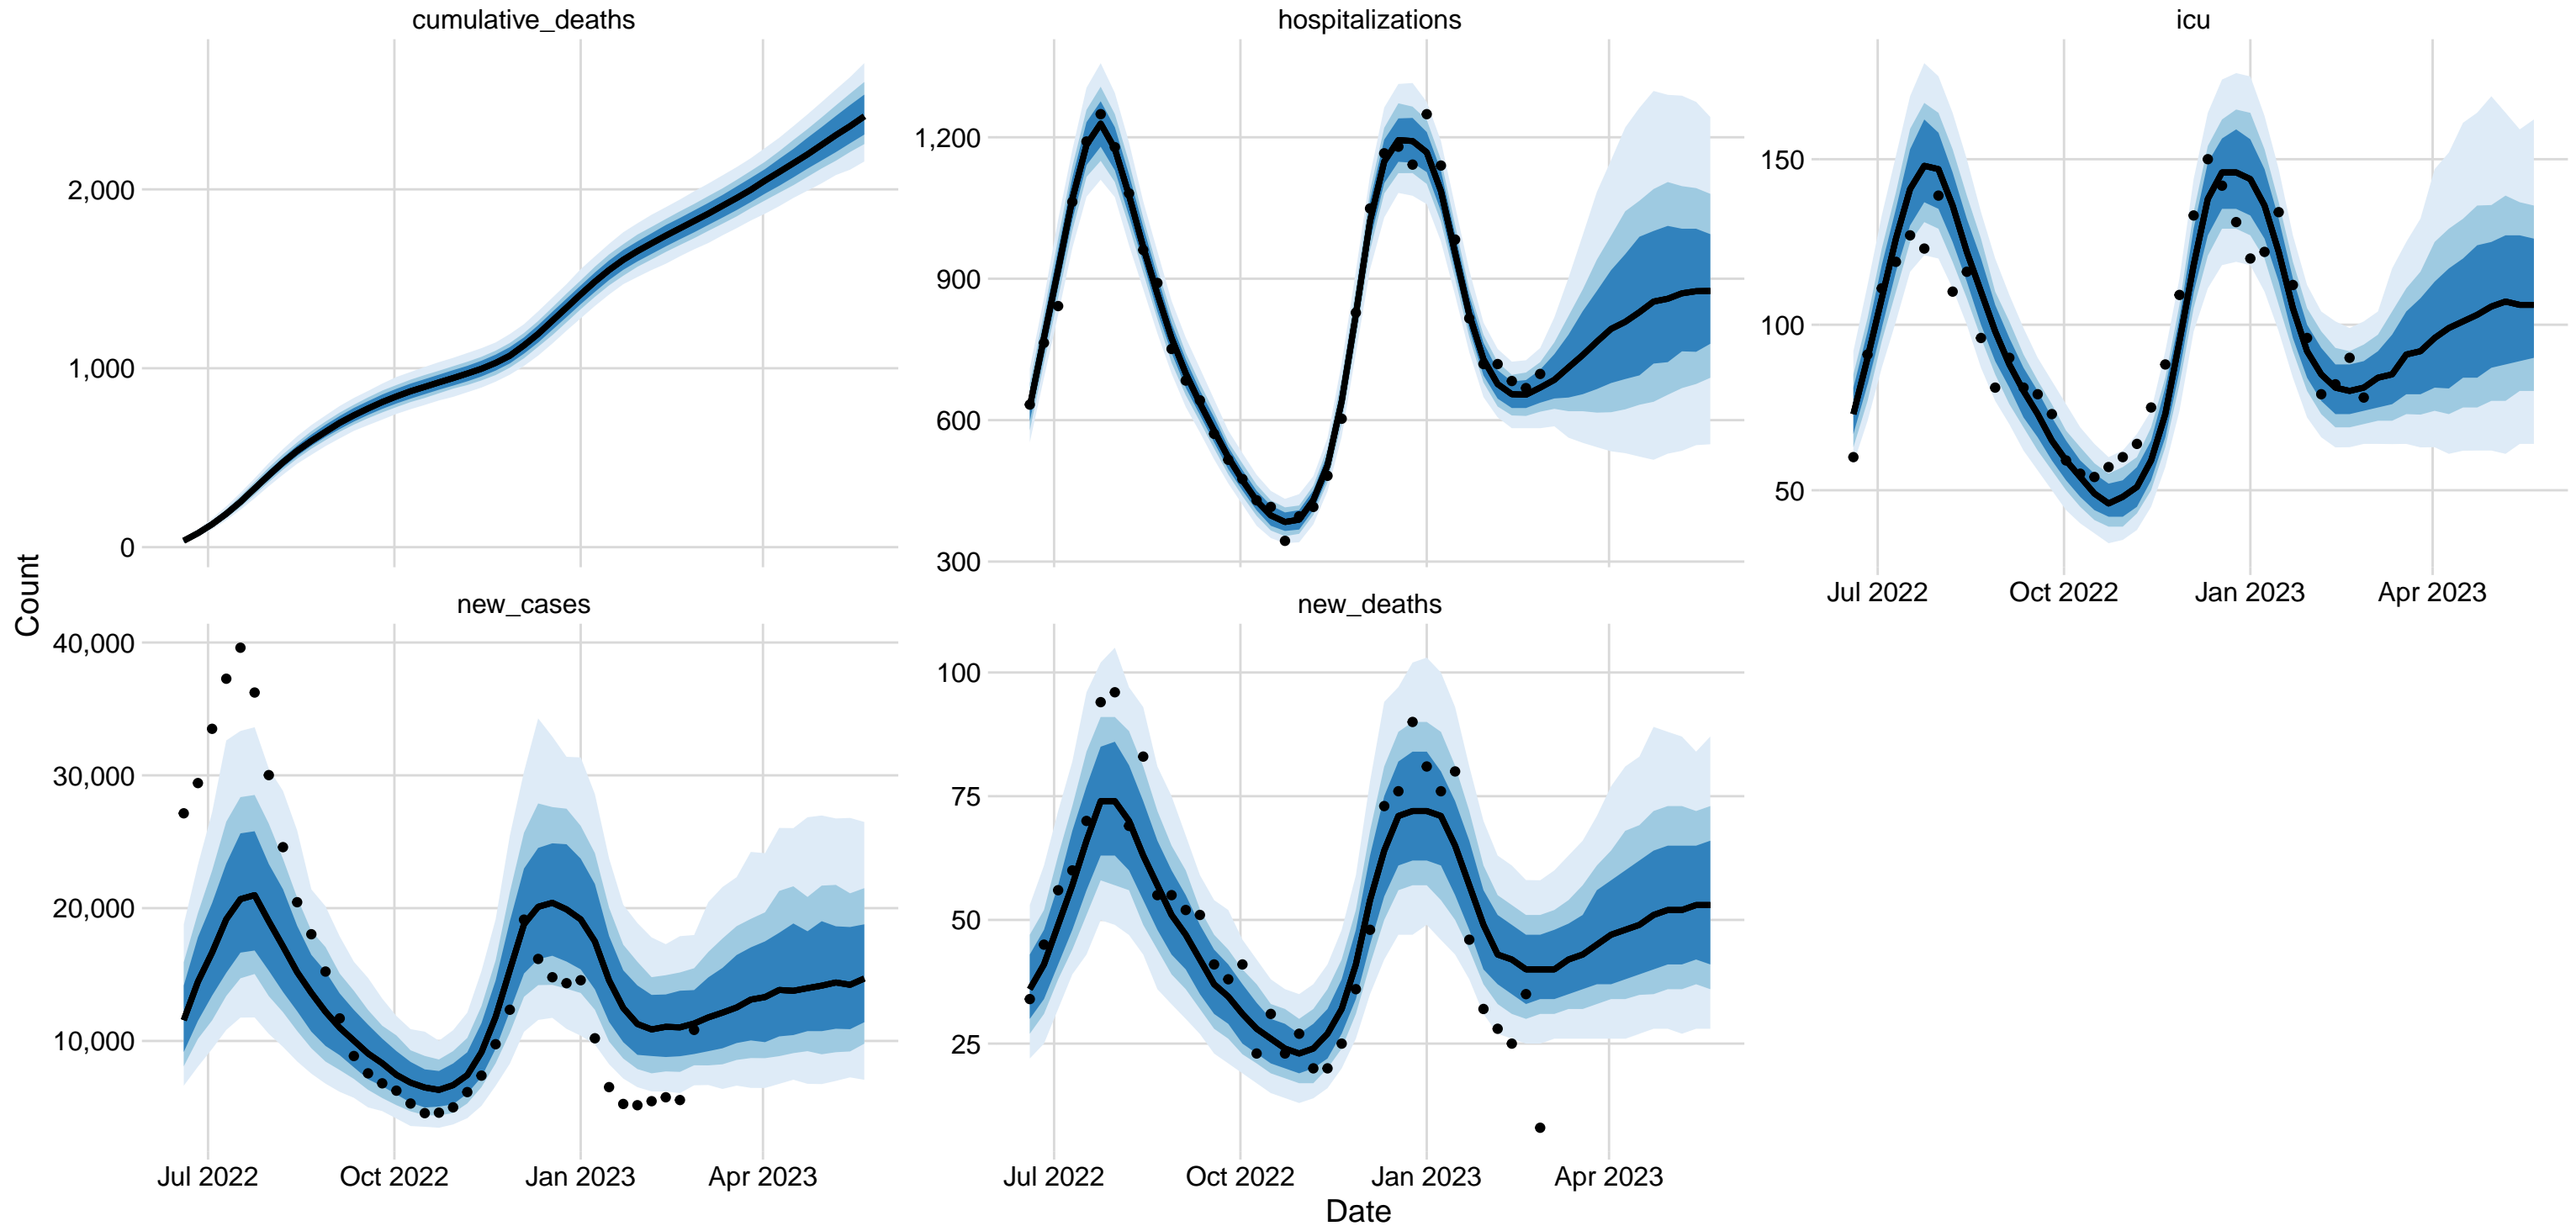 cumulative_deaths
hospitalizations
icu
2,000
1,000
0
1,200
900
600
300
150
100
50
Jul 2022
Oct 2022
Jan 2023
Apr 2023
Count
new_cases
new_deaths
40,000
30,000
20,000
10,000
100
75
50
25
Jul 2022
Oct 2022
Jan 2023
Apr 2023
Jul 2022
Oct 2022
Jan 2023
Apr 2023
Date